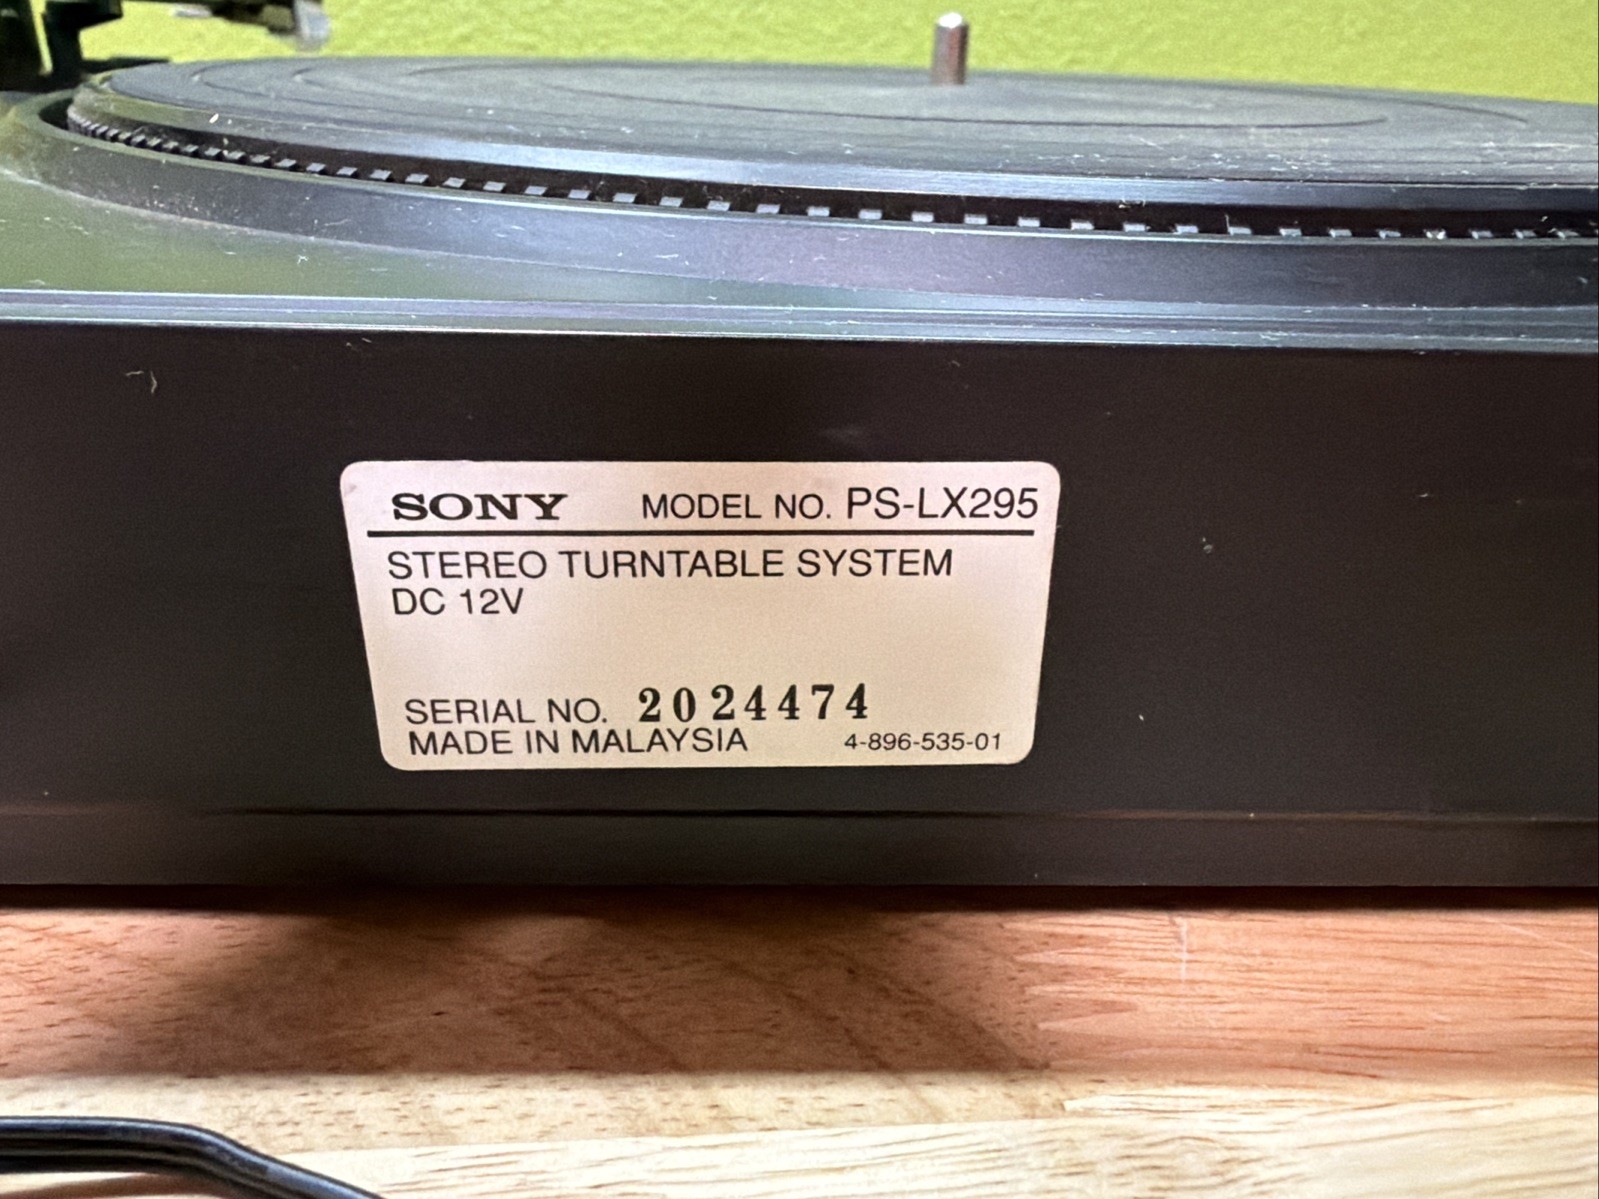 SONY MODEL NO. PS-LX295
STEREO TURNTABLE SYSTEM
DC 12V
SERIAL NO. 2024474
MADE IN MALAYSIA 4-896-535-01